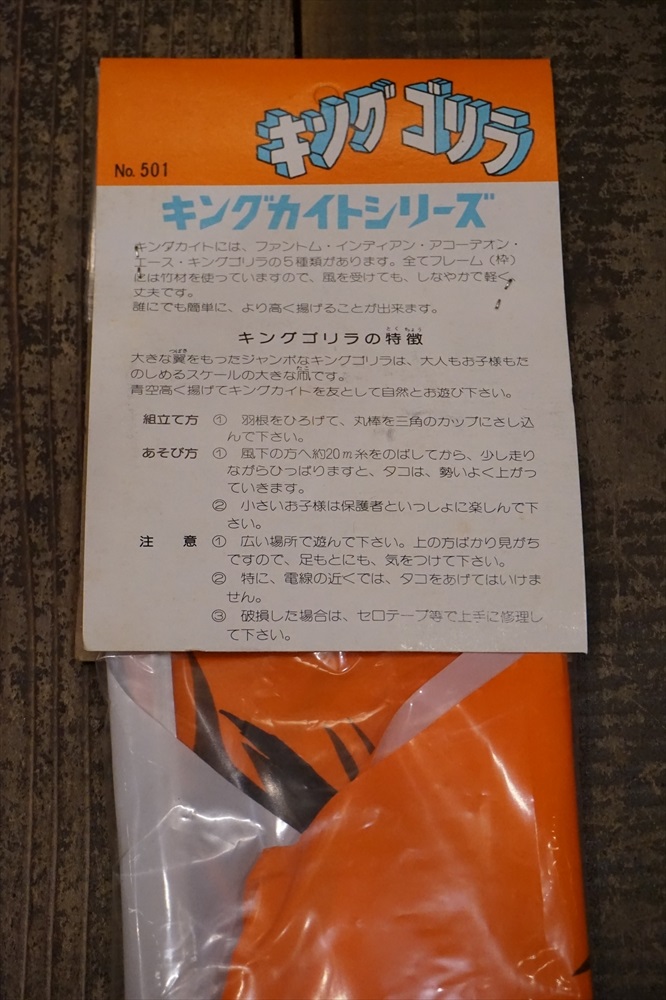 キングゴリラ
No.501
キングカイトシリーズ
キングカイトには、ファントム・インディアン・アコーデオン・
エース・キングゴリラの5種類があります。全てフレーム(枠)
には竹材を使っていますので、風を受けても、しなやかで軽く
丈夫です。
誰にでも簡単に、より高く揚げることが出来ます。
キングゴリラの特徴
大きな翼をもったジャンボなキングゴリラは、大人もお子様もた
のしめるスケールの大きな凧です。
青空高く揚げてキングカイトを友として自然とお遊び下さい。
組立て方 ① 羽根をひろげて、丸棒を三角のカップにさし込
んで下さい。
あそび方 ① 風下の方へ約20m糸をのばしてから、少し走り
ながらひっぱりますと、タコは、勢いよく上がっ
ていきます。
② 小さいお子様は保護者といっしょに楽しんで下
さい。
注意 ① 広い場所で遊んで下さい。上の方ばかり見がち
ですので、足もとにも、気をつけて下さい。
② 特に、電線の近くでは、タコをあげてはいけま
せん。
③ 破損した場合は、セロテープ等で上手に修理し
て下さい。